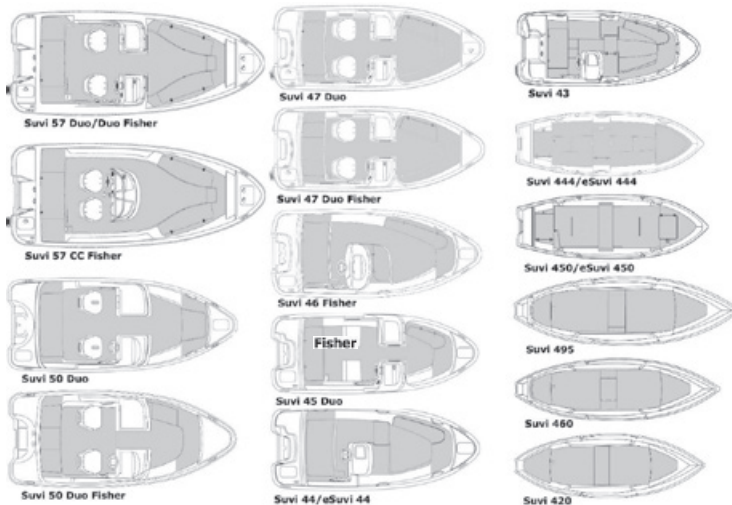 Suvi 57 Duo/Duo Fisher
Suvi 57 CC Fisher
Suvi 50 Duo
Suvi 50 Duo Fisher
Suvi 47 Duo
Suvi 47 Duo Fisher
Suvi 46 Fisher
Fisher
Suvi 45 Duo
Suvi 44/eSuvi 44
Suvi 43
Suvi 444/eSuvi 444
Suvi 450/eSuvi 450
Suvi 495
Suvi 460
Suvi 420